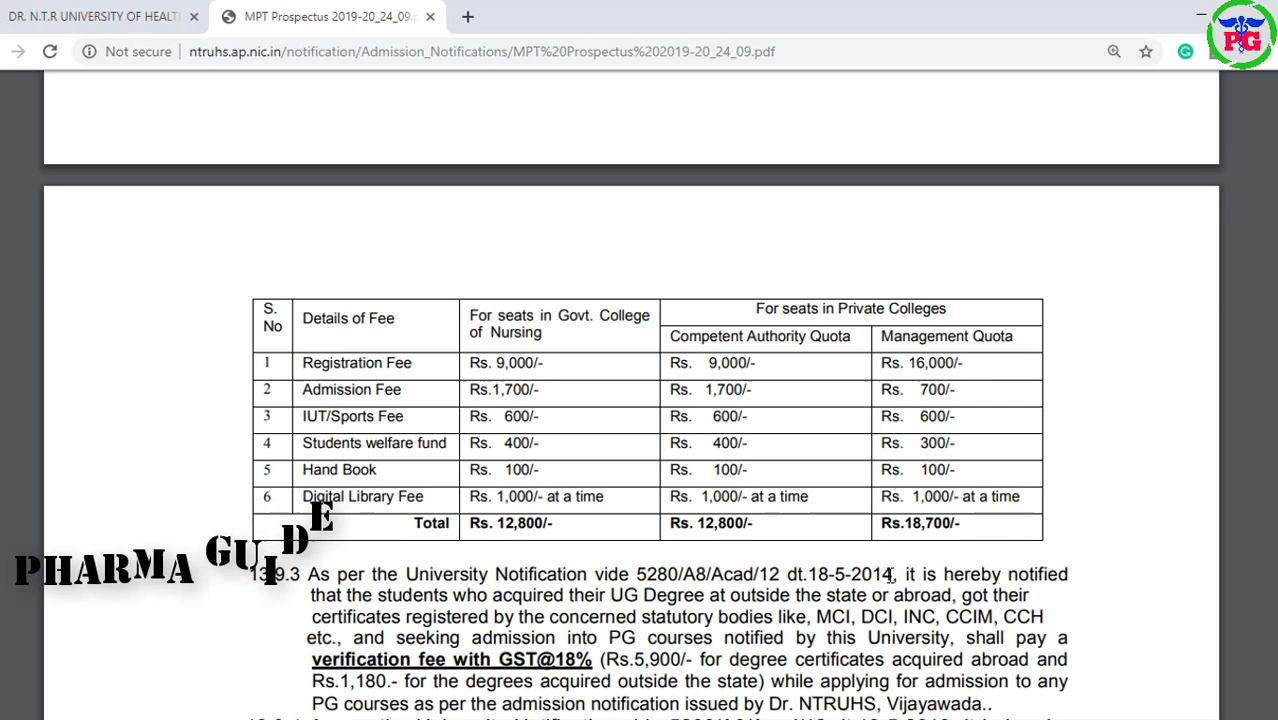 DR. N.T.R UNIVERSITY OF HEALT
MPT Prospectus 2019-20_24_09.p
Not secure ntruhs.ap.nic.in/notification/Admission_Notifications/MPT%20Prospectus%202019-20_24_09.pdf
PG
S. No Details of Fee For seats in Govt. College of Nursing For seats in Private Colleges
Competent Authority Quota Management Quota
1 Registration Fee Rs. 9,000/- Rs. 9,000/- Rs. 16,000/-
2 Admission Fee Rs.1,700/- Rs. 1,700/- Rs. 700/-
3 IUT/Sports Fee Rs. 600/- Rs. 600/- Rs. 600/-
4 Students welfare fund Rs. 400/- Rs. 400/- Rs. 300/-
5 Hand Book Rs. 100/- Rs. 100/- Rs. 100/-
6 Digital Library Fee Rs. 1,000/- at a time Rs. 1,000/- at a time Rs. 1,000/- at a time
Total Rs. 12,800/- Rs. 12,800/- Rs.18,700/-
PHARMA GUIDE
13.9.3 As per the University Notification vide 5280/A8/Acad/12 dt.18-5-2014, it is hereby notified
that the students who acquired their UG Degree at outside the state or abroad, got their
certificates registered by the concerned statutory bodies like, MCI, DCI, INC, CCIM, CCH
etc., and seeking admission into PG courses notified by this University, shall pay a
verification fee with GST@18% (Rs.5,900/- for degree certificates acquired abroad and
Rs.1,180.- for the degrees acquired outside the state) while applying for admission to any
PG courses as per the admission notification issued by Dr. NTRUHS, Vijayawada..